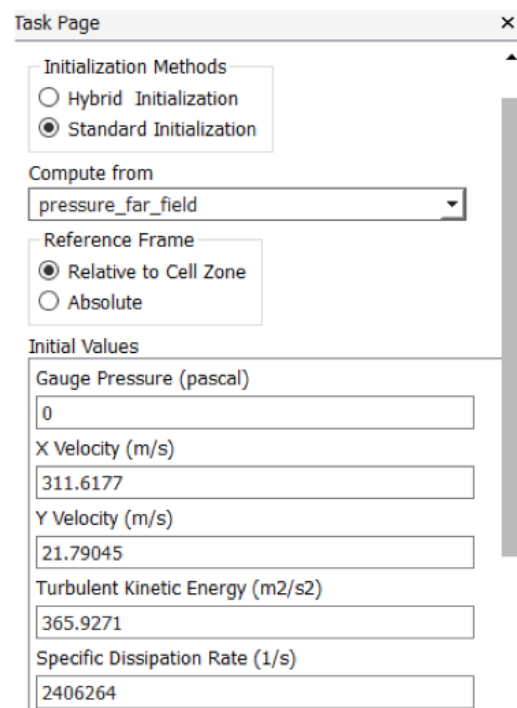 Task Page
Initialization Methods
Hybrid Initialization
Standard Initialization
Compute from
pressure_far_field
Reference Frame
Relative to Cell Zone
Absolute
Initial Values
Gauge Pressure (pascal)
0
X Velocity (m/s)
311.6177
Y Velocity (m/s)
21.79045
Turbulent Kinetic Energy (m2/s2)
365.9271
Specific Dissipation Rate (1/s)
2406264